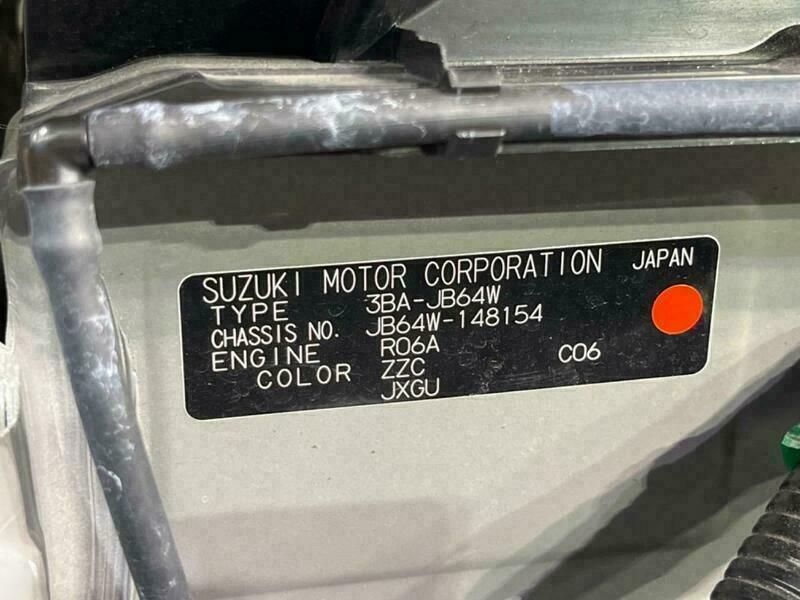 SUZUKI MOTOR CORPORATION JAPAN
TYPE 3BA-JB64W
CHASSIS NO. JB64W-148154
ENGINE R06A
COLOR ZZC C06
JXGU